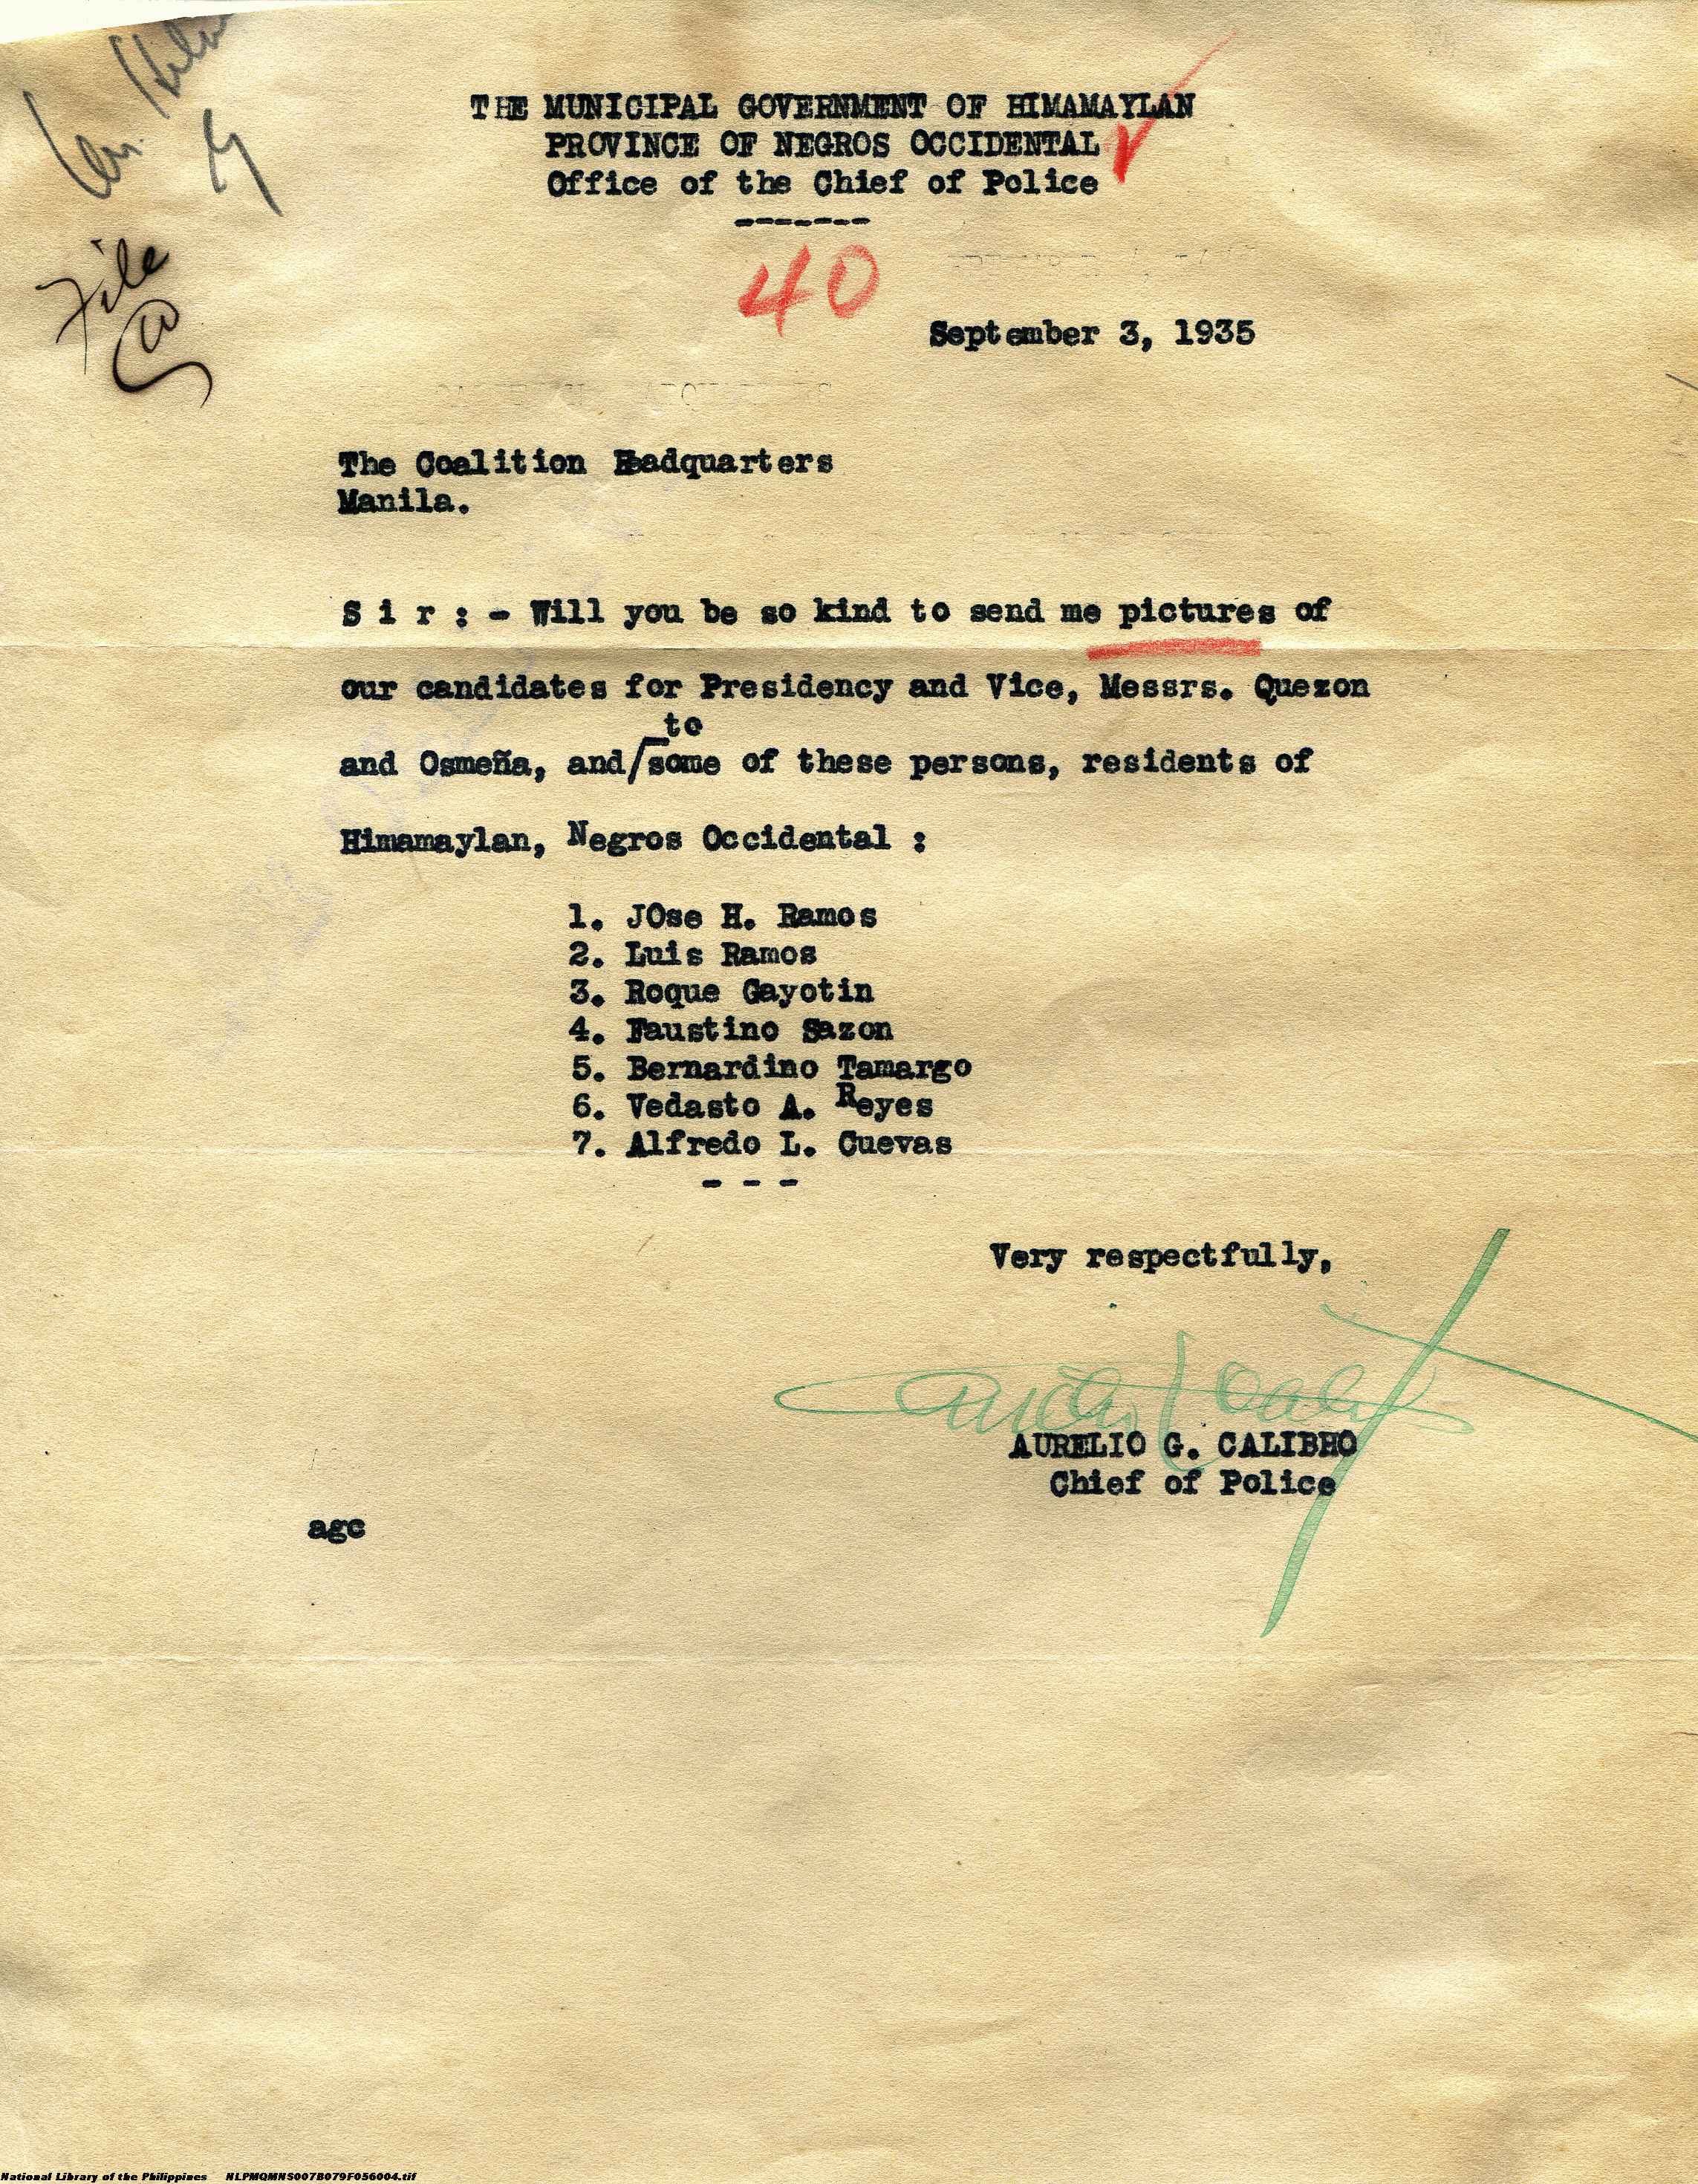 THE MUNICIPAL GOVERNMENT OF HIMAMAYLAN
PROVINCE OF NEGROS OCCIDENTAL
Office of the Chief of Police
-------
File
40
September 3, 1935
The Coalition Headquarters
Manila.
S i r : - Will you be so kind to send me pictures of
our candidates for Presidency and Vice, Messrs. Quezon
to
and Osmeña, and/some of these persons, residents of
Himamaylan, Negros Occidental :
1. JOse H. Ramos
2. Luis Ramos
3. Roque Gayotin
4. Faustino Sazon
5. Bernardino Tamargo
6. Vedasto A. Reyes
7. Alfredo L. Cuevas
- - -
Very respectfully,
AURELIO G. CALIBHO
Chief of Police
agc
National Library of the Philippines NLPMQMNS007B079F056004.tif